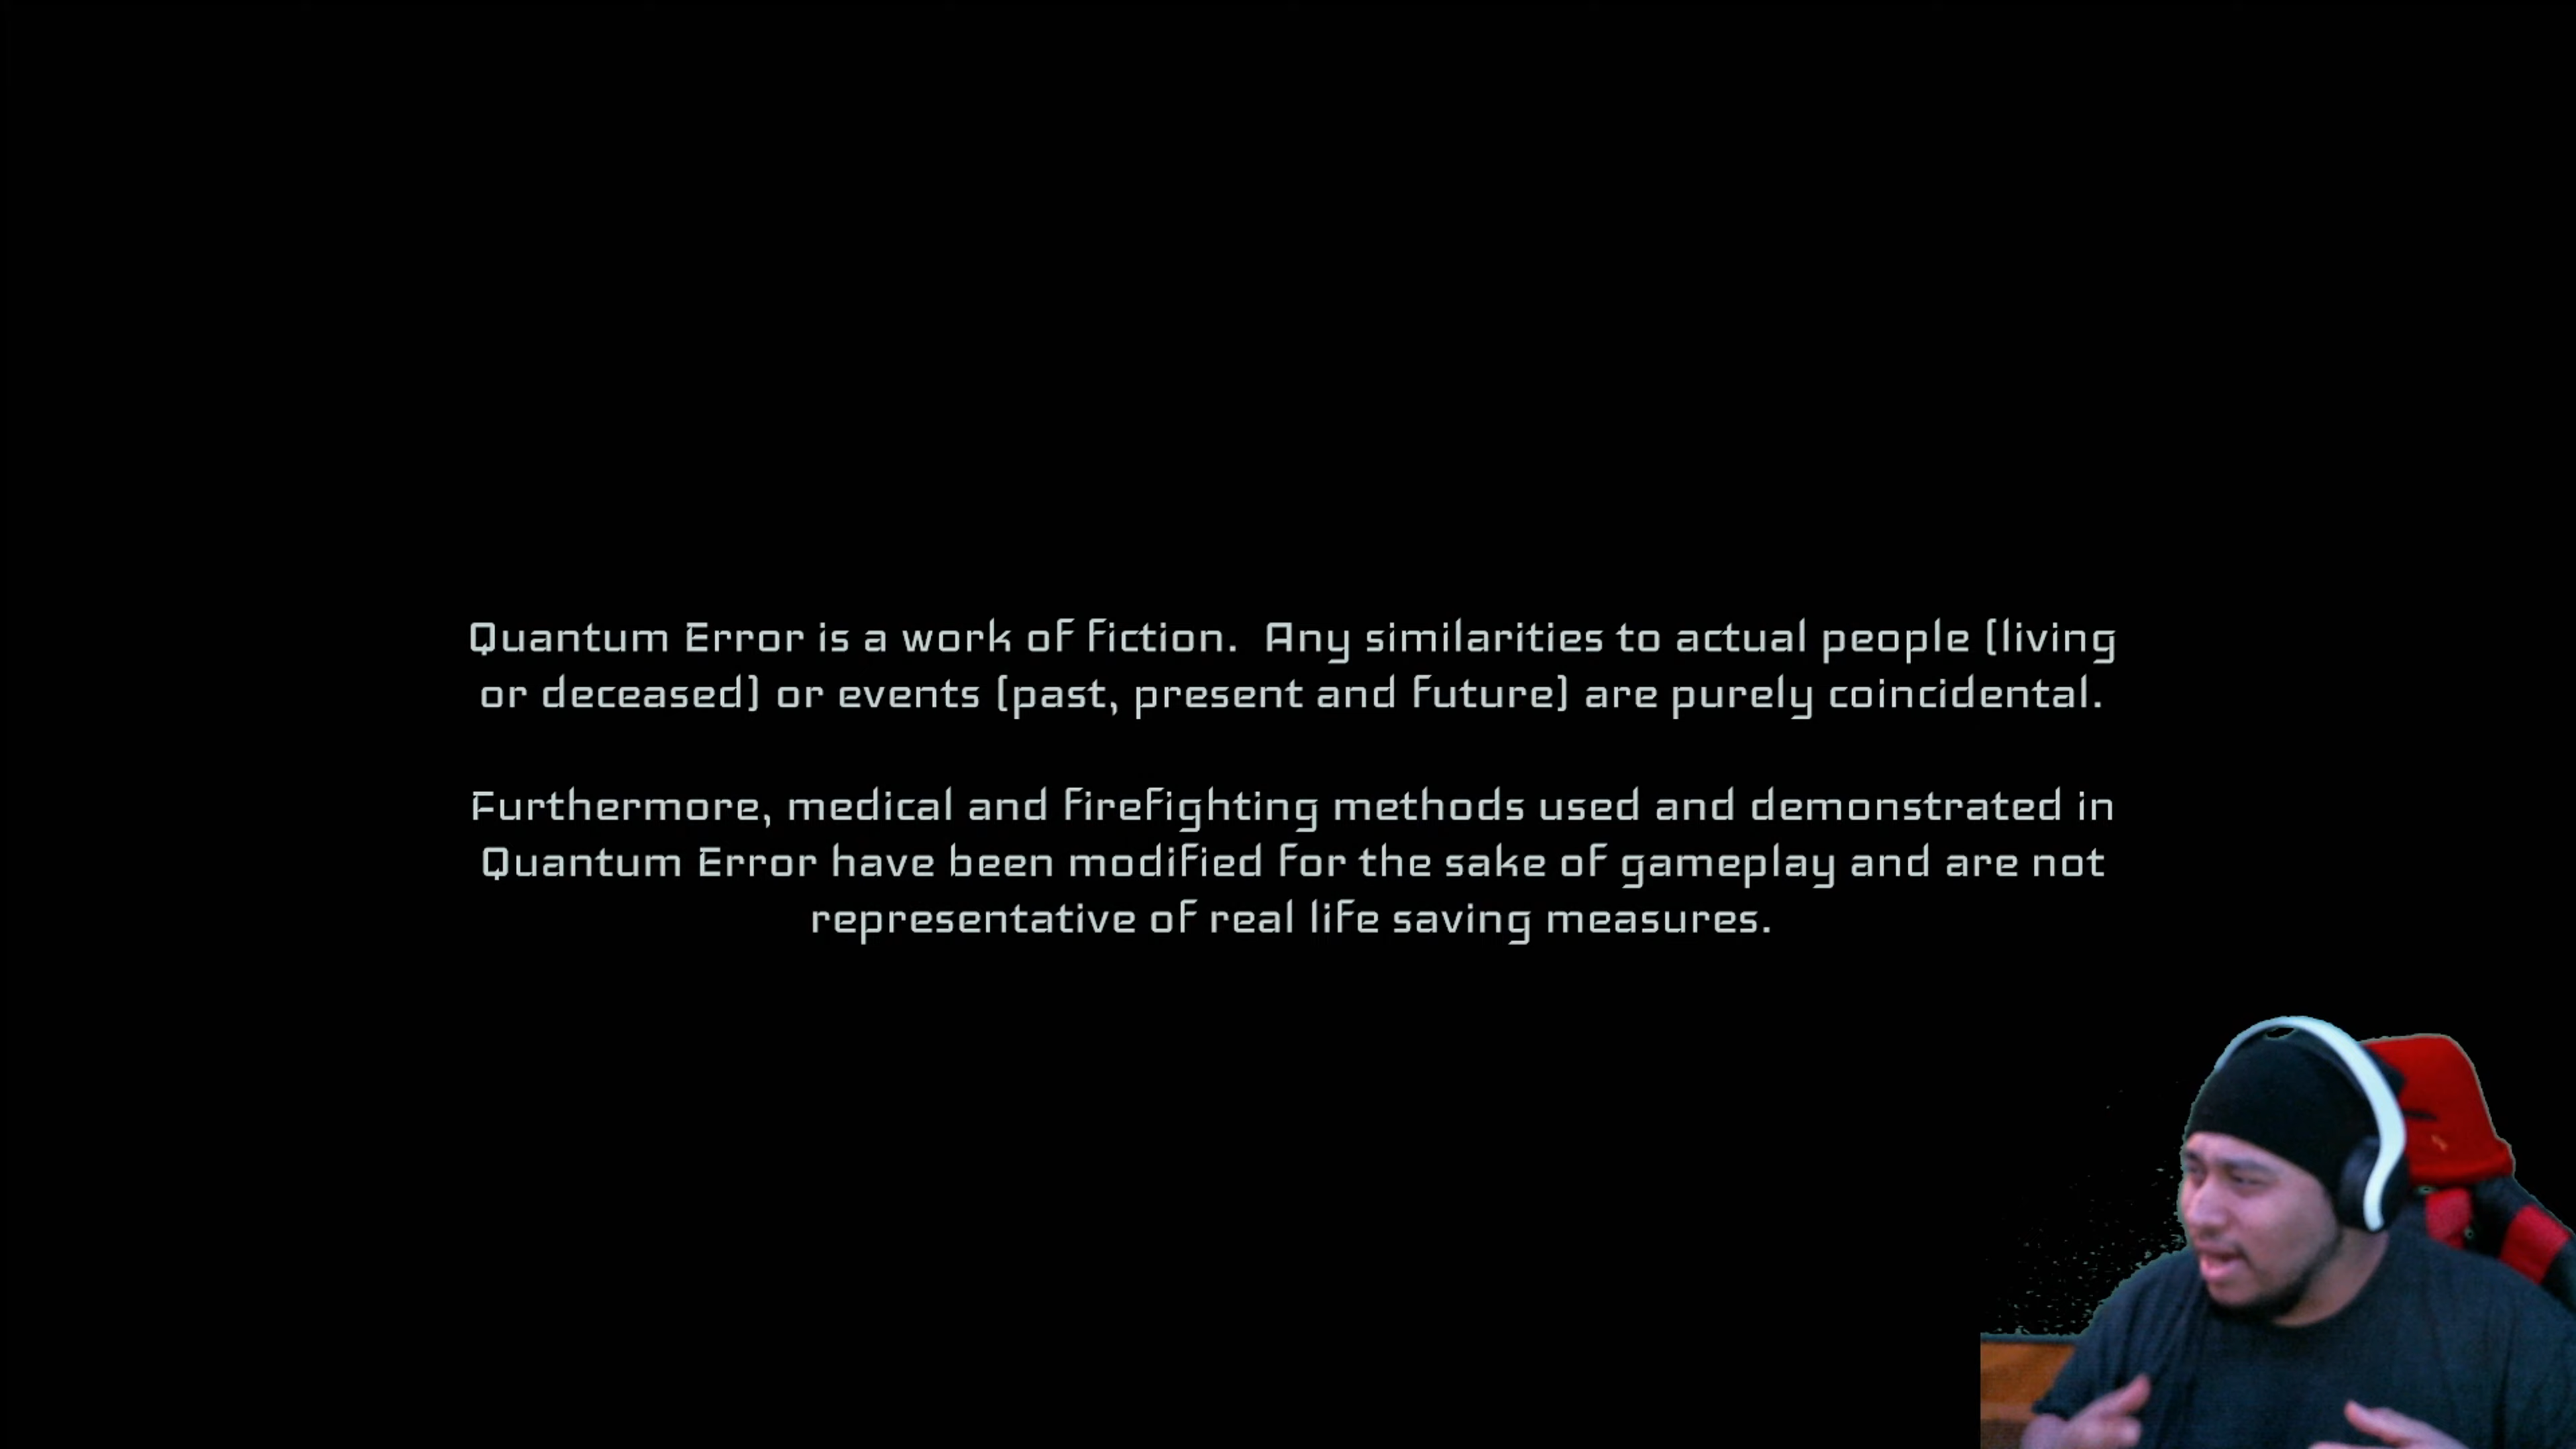 Quantum Error is a work of fiction.  Any similarities to actual people (living
or deceased) or events (past, present and future) are purely coincidental.
Furthermore, medical and firefighting methods used and demonstrated in
Quantum Error have been modified for the sake of gameplay and are not
representative of real life saving measures.